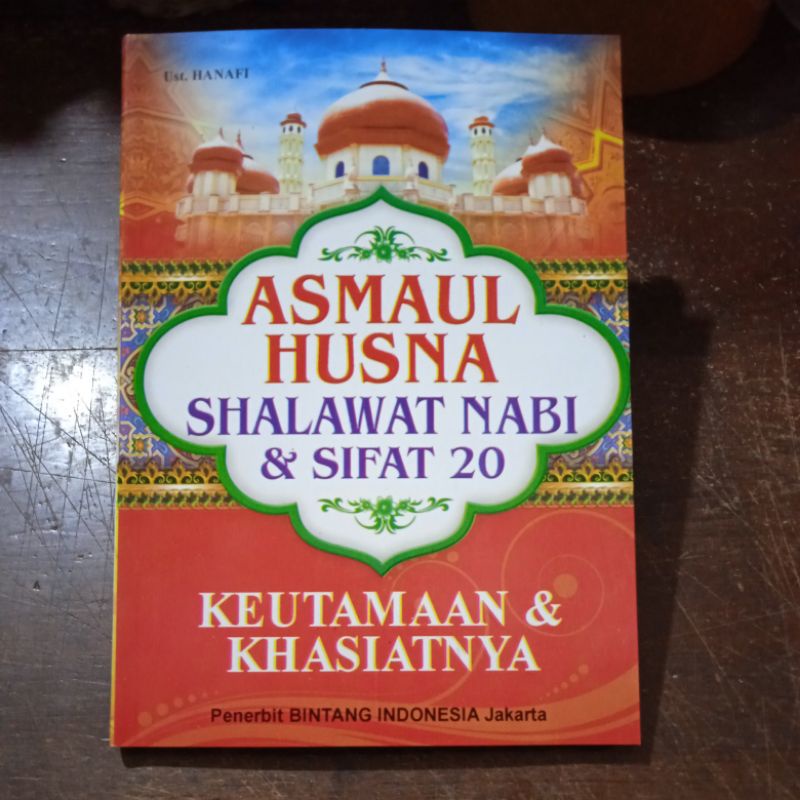 Ust. HANAFI
ASMAUL
HUSNA
SHALAWAT NABI
& SIFAT 20
KEUTAMAAN &
KHASIATNYA
Penerbit BINTANG INDONESIA Jakarta